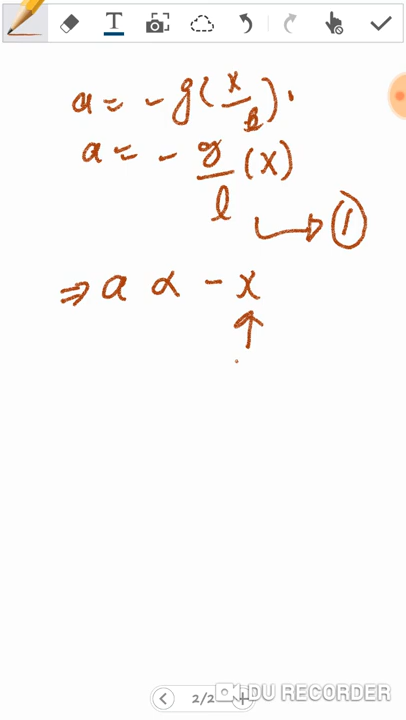 T
a = - g(x/l).
a = - g/l (x)
→ ①
⇒ a ∝ - x
↑
2/2
DU RECORDER